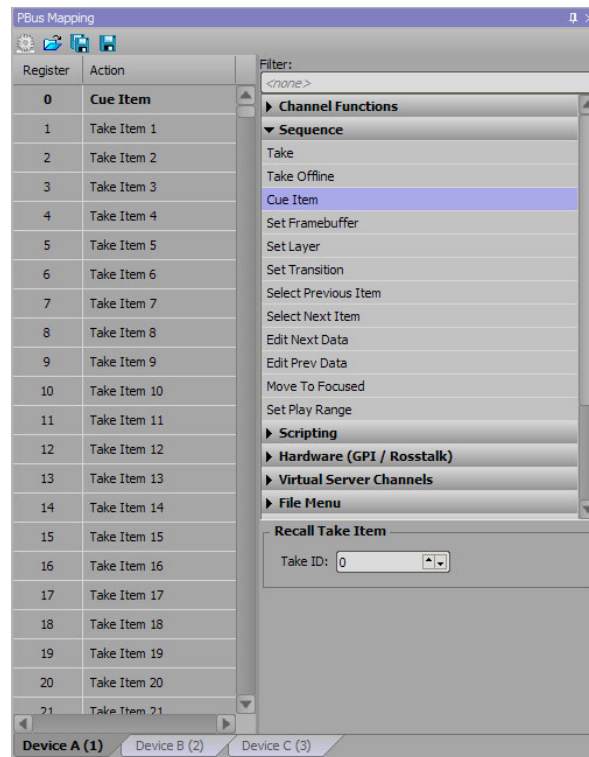 PBus Mapping
Register Action
0 Cue Item
1 Take Item 1
2 Take Item 2
3 Take Item 3
4 Take Item 4
5 Take Item 5
6 Take Item 6
7 Take Item 7
8 Take Item 8
9 Take Item 9
10 Take Item 10
11 Take Item 11
12 Take Item 12
13 Take Item 13
14 Take Item 14
15 Take Item 15
16 Take Item 16
17 Take Item 17
18 Take Item 18
19 Take Item 19
20 Take Item 20
21 Take Item 21
Filter:
<none>
Channel Functions
Sequence
Take
Take Offline
Cue Item
Set Framebuffer
Set Layer
Set Transition
Select Previous Item
Select Next Item
Edit Next Data
Edit Prev Data
Move To Focused
Set Play Range
Scripting
Hardware (GPI / Rosstalk)
Virtual Server Channels
File Menu
Recall Take Item
Take ID: 0
Device A (1) Device B (2) Device C (3)